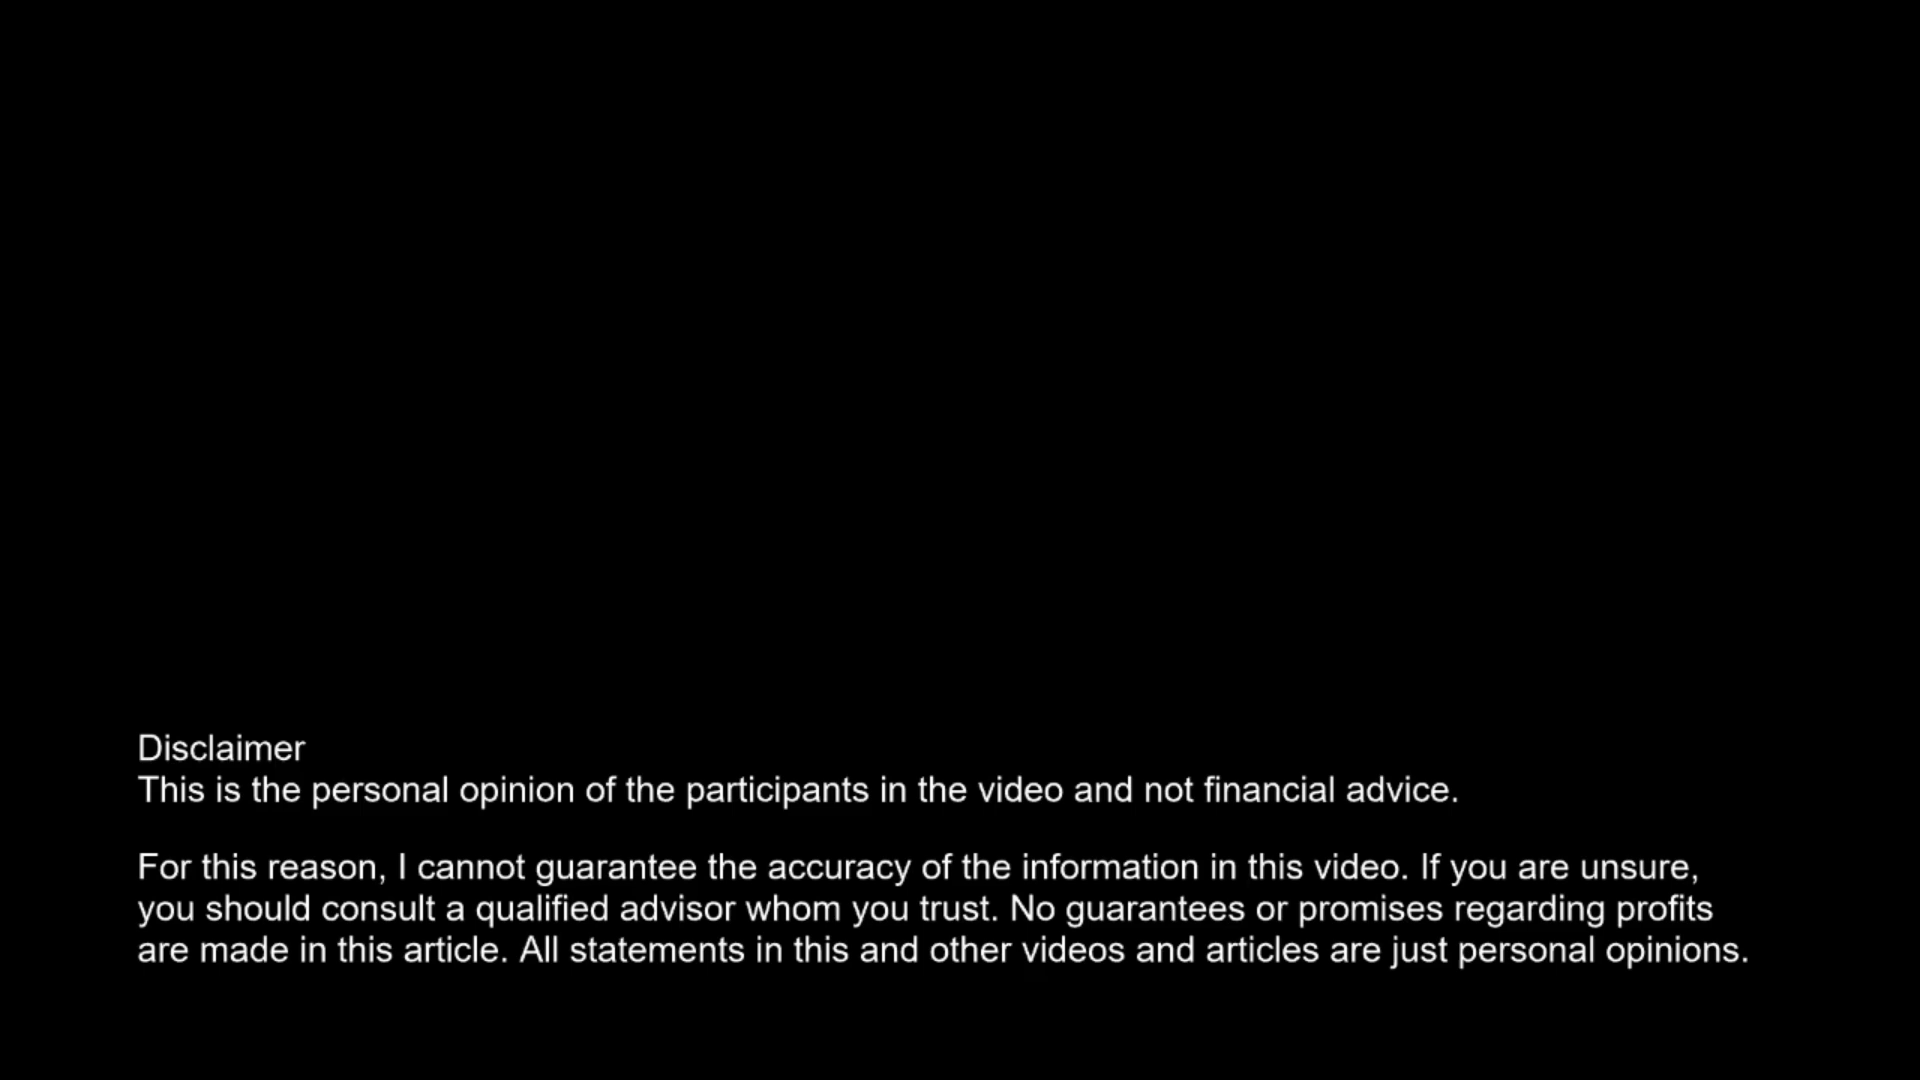 Disclaimer
This is the personal opinion of the participants in the video and not financial advice.
For this reason, I cannot guarantee the accuracy of the information in this video. If you are unsure,
you should consult a qualified advisor whom you trust. No guarantees or promises regarding profits
are made in this article. All statements in this and other videos and articles are just personal opinions.